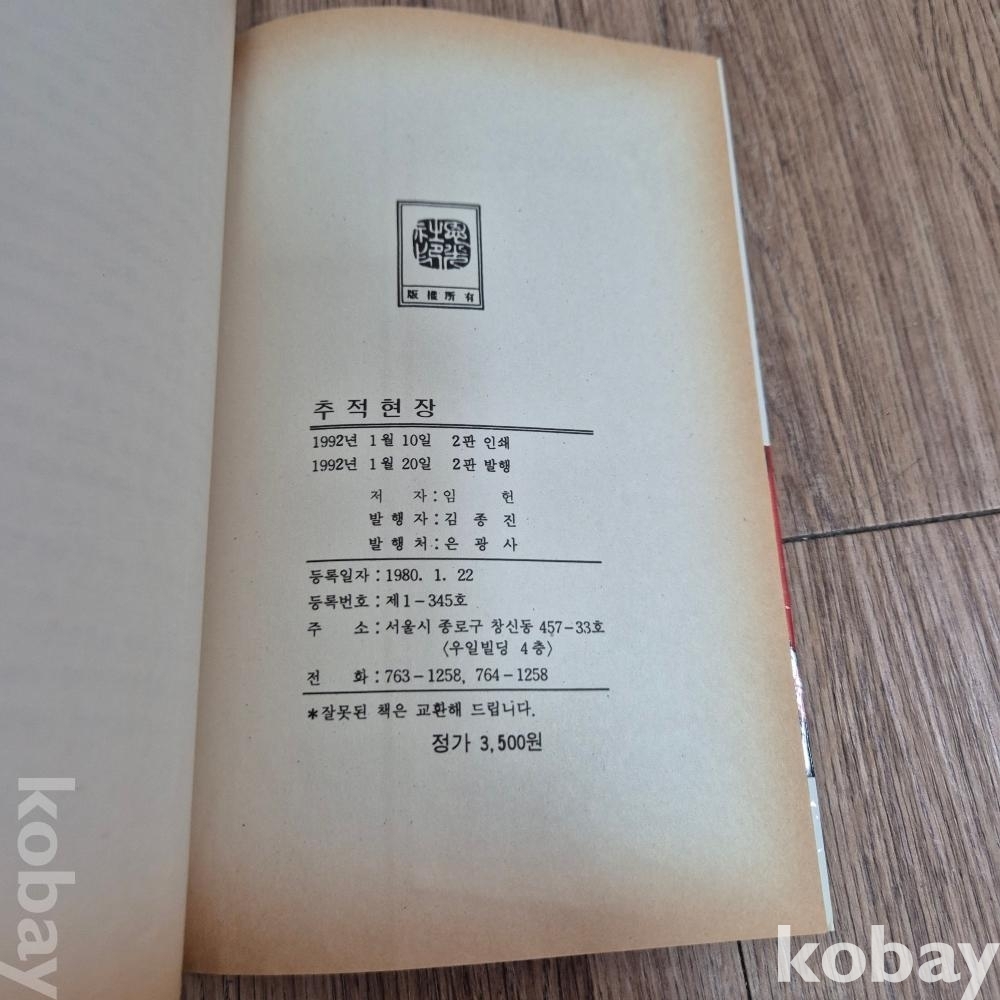 版權所有
추적현장
1992년 1월 10일 2판 인쇄
1992년 1월 20일 2판 발행
저 자 : 임 헌
발행자 : 김종진
발행처 : 은광사
등록일자 : 1980. 1. 22
등록번호 : 제1-345호
주 소 : 서울시 종로구 창신동 457-33호
〈우일빌딩 4층〉
전 화 : 763-1258, 764-1258
*잘못된 책은 교환해 드립니다.
정가 3,500원
kobay
kobay